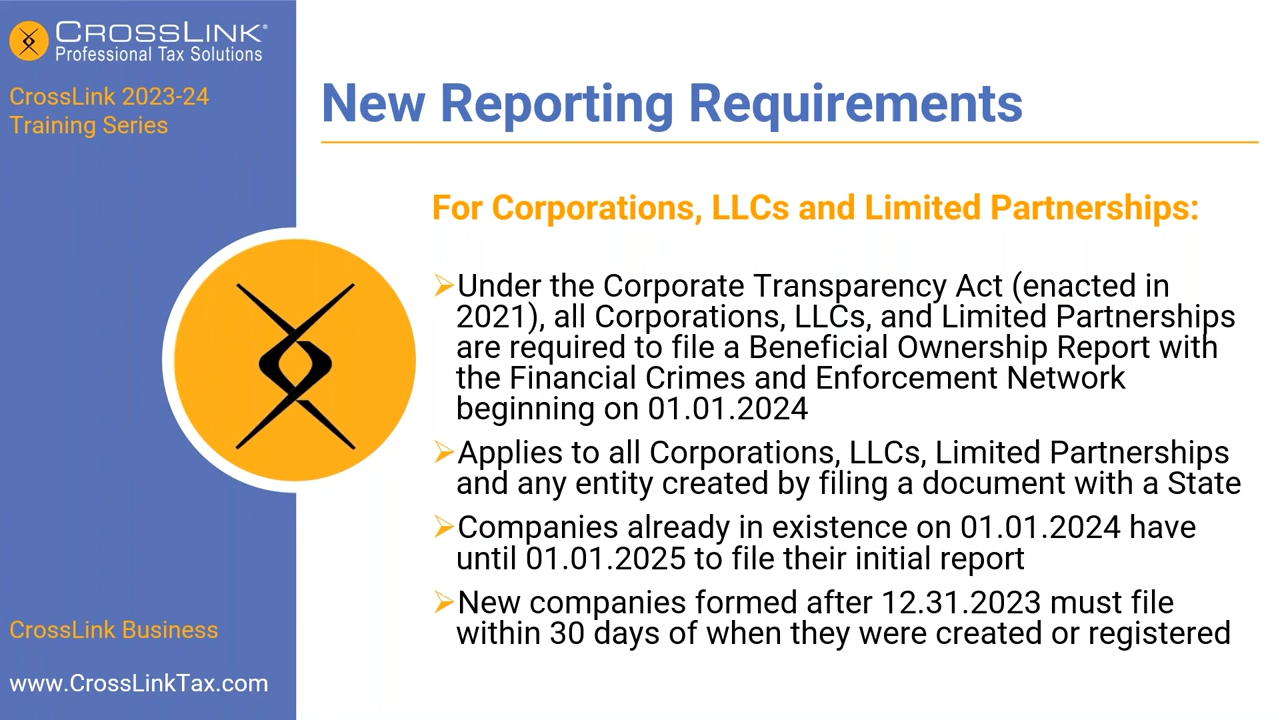 CROSSLINK®
Professional Tax Solutions
CrossLink 2023-24
Training Series
New Reporting Requirements
For Corporations, LLCs and Limited Partnerships:
➢Under the Corporate Transparency Act (enacted in
2021), all Corporations, LLCs, and Limited Partnerships
are required to file a Beneficial Ownership Report with
the Financial Crimes and Enforcement Network
beginning on 01.01.2024
➢Applies to all Corporations, LLCs, Limited Partnerships
and any entity created by filing a document with a State
➢Companies already in existence on 01.01.2024 have
until 01.01.2025 to file their initial report
➢New companies formed after 12.31.2023 must file
within 30 days of when they were created or registered
CrossLink Business
www.CrossLinkTax.com